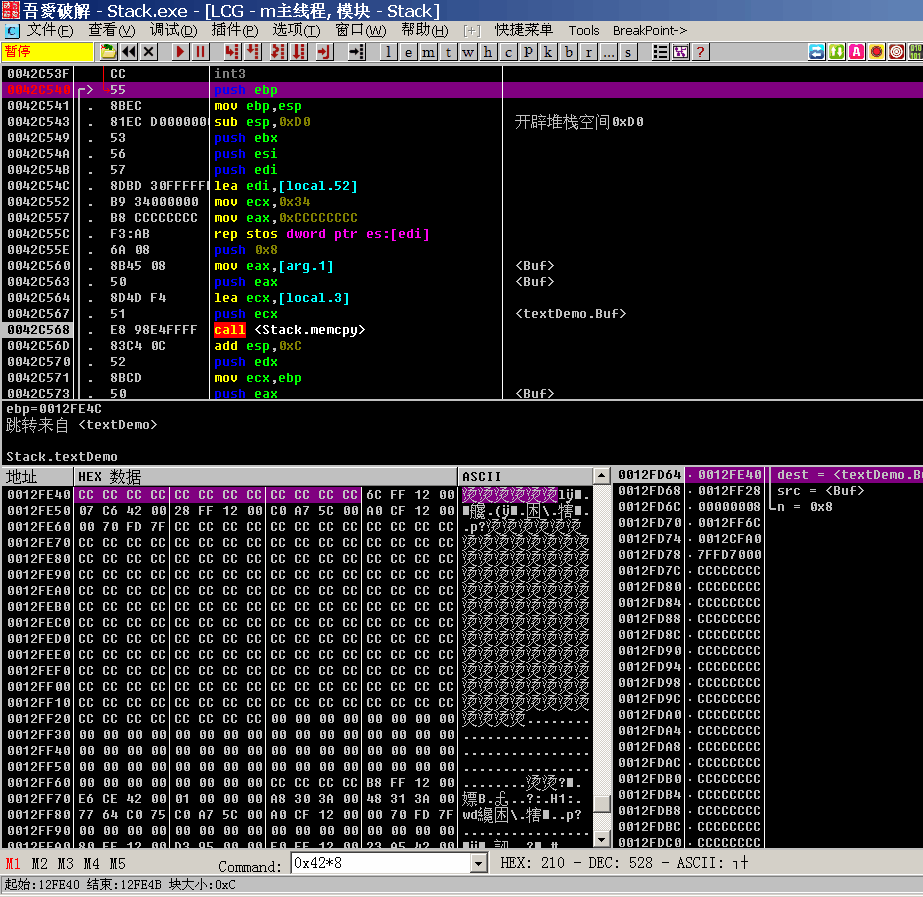 吾愛破解 - Stack.exe - [LCG - m主线程, 模块 - Stack]
文件(F) 查看(V) 调试(D) 插件(P) 选项(T) 窗口(W) 帮助(H) [+] 快捷菜单 Tools BreakPoint->
暂停 l e m t w h c p k b r ... s ?
0042C53F CC int3
0042C540 55 push ebp
0042C541 . 8BEC mov ebp,esp
0042C543 . 81EC D000000 sub esp,0xD0 开辟堆栈空间0xD0
0042C549 . 53 push ebx
0042C54A . 56 push esi
0042C54B . 57 push edi
0042C54C . 8DBD 30FFFFF lea edi,[local.52]
0042C552 . B9 34000000 mov ecx,0x34
0042C557 . B8 CCCCCCCC mov eax,0xCCCCCCCC
0042C55C . F3:AB rep stos dword ptr es:[edi]
0042C55E . 6A 08 push 0x8
0042C560 . 8B45 08 mov eax,[arg.1] <Buf>
0042C563 . 50 push eax <Buf>
0042C564 . 8D4D F4 lea ecx,[local.3]
0042C567 . 51 push ecx <textDemo.Buf>
0042C568 . E8 98E4FFFF call <Stack.memcpy>
0042C56D . 83C4 0C add esp,0xC
0042C570 . 52 push edx
0042C571 . 8BCD mov ecx,ebp
0042C573 . 50 push eax <Buf>
ebp=0012FE4C
跳转来自 <textDemo>
Stack.textDemo
地址 HEX 数据 ASCII
0012FE40 CC CC CC CC CC CC CC CC CC CC CC CC 6C FF 12 00 烫烫烫烫烫烫
0012FE50 07 C6 42 00 28 FF 12 00 C0 A7 5C 00 A0 CF 12 00
0012FE60 00 70 FD 7F CC CC CC CC CC CC CC CC CC CC CC CC .p?烫烫烫烫烫烫
0012FE70 CC CC CC CC CC CC CC CC CC CC CC CC CC CC CC CC 烫烫烫烫烫烫烫烫
0012FE80 CC CC CC CC CC CC CC CC CC CC CC CC CC CC CC CC 烫烫烫烫烫烫烫烫
0012FE90 CC CC CC CC CC CC CC CC CC CC CC CC CC CC CC CC 烫烫烫烫烫烫烫烫
0012FEA0 CC CC CC CC CC CC CC CC CC CC CC CC CC CC CC CC 烫烫烫烫烫烫烫烫
0012FEB0 CC CC CC CC CC CC CC CC CC CC CC CC CC CC CC CC 烫烫烫烫烫烫烫烫
0012FEC0 CC CC CC CC CC CC CC CC CC CC CC CC CC CC CC CC 烫烫烫烫烫烫烫烫
0012FED0 CC CC CC CC CC CC CC CC CC CC CC CC CC CC CC CC 烫烫烫烫烫烫烫烫
0012FEE0 CC CC CC CC CC CC CC CC CC CC CC CC CC CC CC CC 烫烫烫烫烫烫烫烫
0012FEF0 CC CC CC CC CC CC CC CC CC CC CC CC CC CC CC CC 烫烫烫烫烫烫烫烫
0012FF00 CC CC CC CC CC CC CC CC CC CC CC CC CC CC CC CC 烫烫烫烫烫烫烫烫
0012FF10 CC CC CC CC CC CC CC CC CC CC CC CC CC CC CC CC 烫烫烫烫烫烫烫烫
0012FF20 CC CC CC CC CC CC CC CC 00 00 00 00 00 00 00 00 烫烫烫烫........
0012FF30 00 00 00 00 00 00 00 00 00 00 00 00 00 00 00 00 ................
0012FF40 00 00 00 00 00 00 00 00 00 00 00 00 00 00 00 00 ................
0012FF50 00 00 00 00 00 00 00 00 00 00 00 00 00 00 00 00 ................
0012FF60 00 00 00 00 00 00 00 00 CC CC CC CC B8 FF 12 00 ........烫烫?
0012FF70 E6 CE 42 00 01 00 00 00 A8 30 3A 00 48 31 3A 00
0012FF80 77 64 C0 75 C0 A7 5C 00 A0 CF 12 00 00 70 FD 7F
0012FF90 00 00 00 00 00 00 00 00 00 00 00 00 00 00 00 00 ................
0012FD64 . 0012FE40 dest = <textDemo.Bu
0012FD68 . 0012FF28 src = <Buf>
0012FD6C . 00000008 n = 0x8
0012FD70 . 0012FF6C
0012FD74 . 0012CFA0
0012FD78 . 7FFD7000
0012FD7C . CCCCCCCC
0012FD80 . CCCCCCCC
0012FD84 . CCCCCCCC
0012FD88 . CCCCCCCC
0012FD8C . CCCCCCCC
0012FD90 . CCCCCCCC
0012FD94 . CCCCCCCC
0012FD98 . CCCCCCCC
0012FD9C . CCCCCCCC
0012FDA0 . CCCCCCCC
0012FDA4 . CCCCCCCC
0012FDA8 . CCCCCCCC
0012FDAC . CCCCCCCC
0012FDB0 . CCCCCCCC
0012FDB4 . CCCCCCCC
0012FDB8 . CCCCCCCC
0012FDBC . CCCCCCCC
0012FDC0 . CCCCCCCC
M1 M2 M3 M4 M5 Command: 0x42*8 HEX: 210 - DEC: 528 - ASCII:
起始:12FE40 结束:12FE4B 块大小:0xC